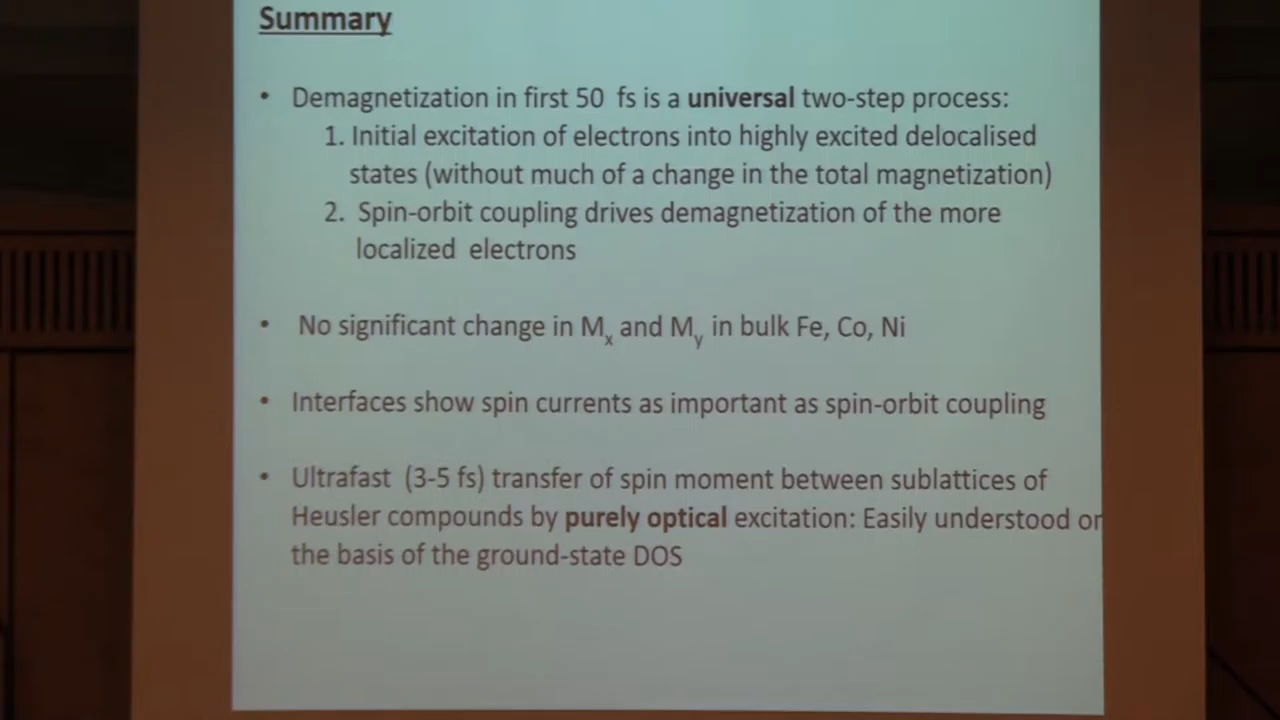 Summary
• Demagnetization in first 50 fs is a universal two-step process:
1. Initial excitation of electrons into highly excited delocalised
states (without much of a change in the total magnetization)
2. Spin-orbit coupling drives demagnetization of the more
localized electrons
• No significant change in Mx and My in bulk Fe, Co, Ni
• Interfaces show spin currents as important as spin-orbit coupling
• Ultrafast (3-5 fs) transfer of spin moment between sublattices of
Heusler compounds by purely optical excitation: Easily understood
the basis of the ground-state DOS